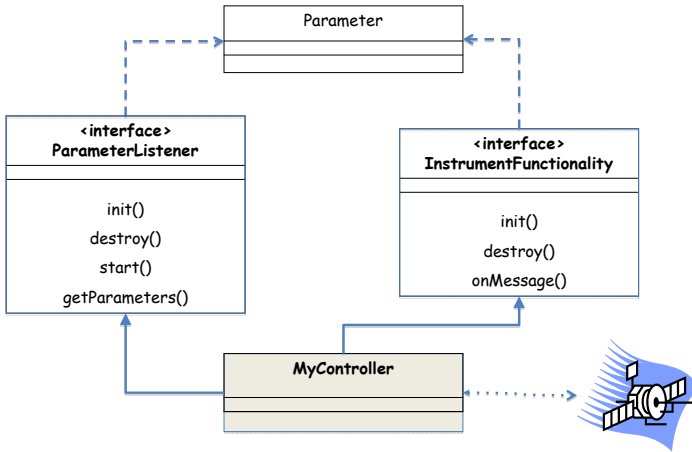 Parameter
<interface>
ParameterListener
init()
destroy()
start()
getParameters()
<interface>
InstrumentFunctionality
init()
destroy()
onMessage()
MyController